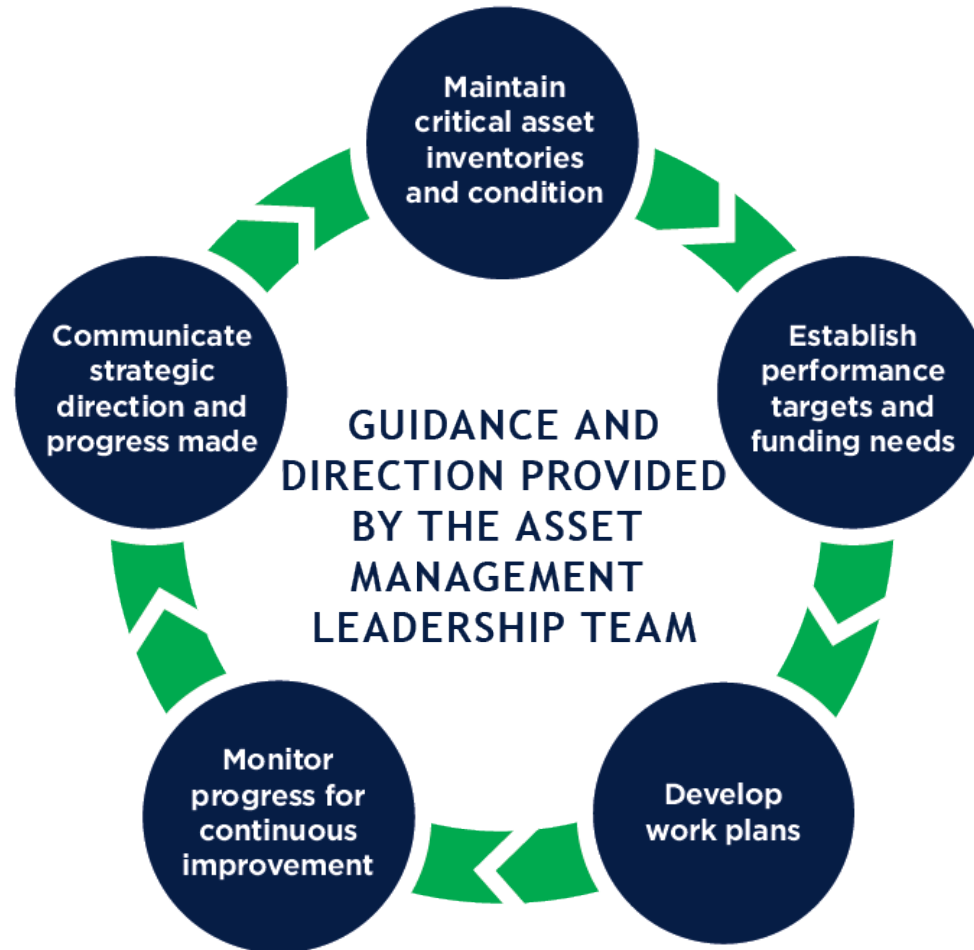 Maintain
critical asset
inventories
and condition
Establish
performance
targets and
funding needs
Develop
work plans
Monitor
progress for
continuous
improvement
Communicate
strategic
direction and
progress made
GUIDANCE AND
DIRECTION PROVIDED
BY THE ASSET
MANAGEMENT
LEADERSHIP TEAM